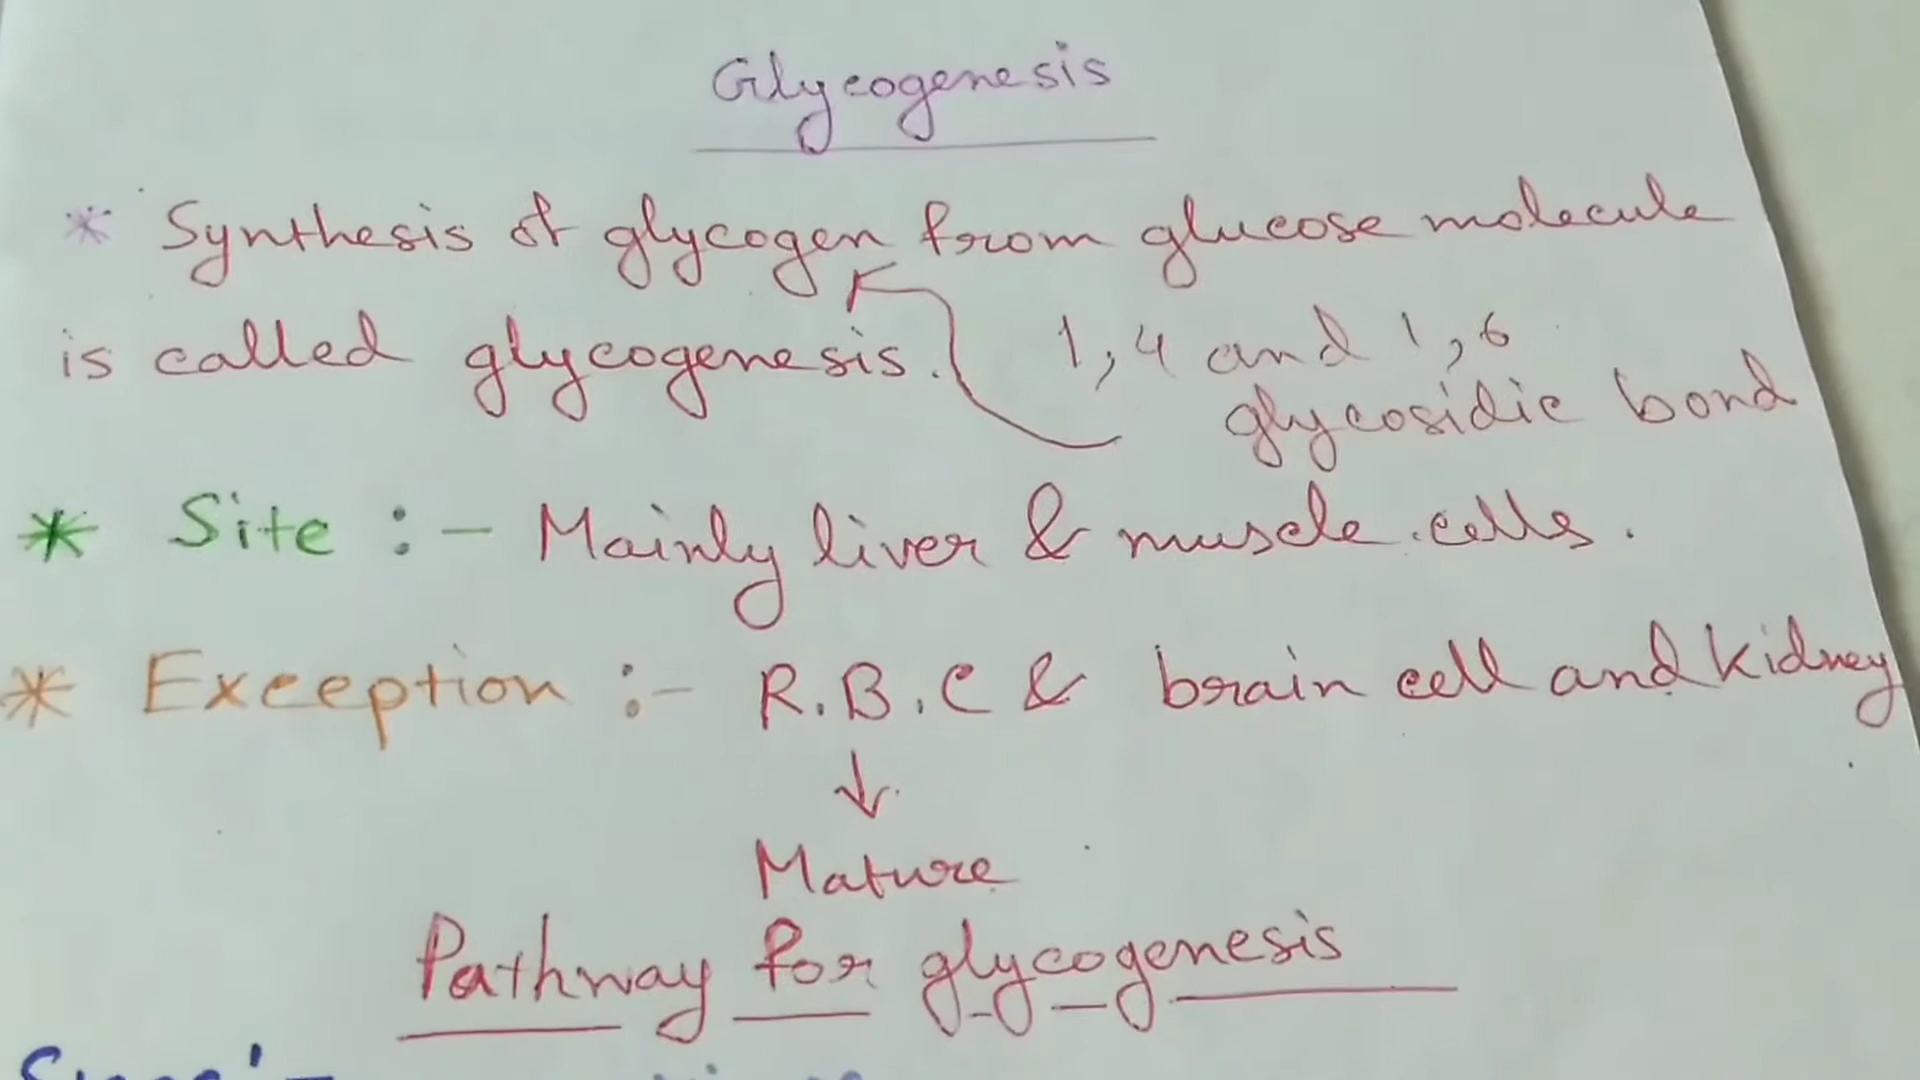 Glycogenesis
* Synthesis of glycogen from glucose molecule
is called glycogenesis.
1,4 and 1,6
glycosidic bond
* Site :- Mainly liver & muscle cells.
* Exception :- R.B.C & brain cell and kidney
↓
Mature
Pathway for glycogenesis